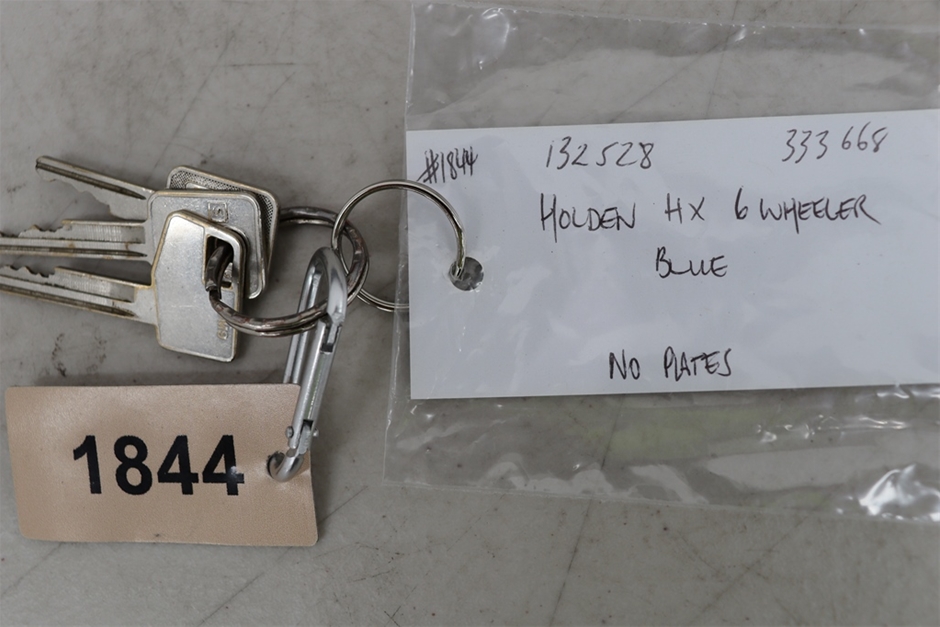 #1844 132528 333668
HOLDEN HX 6 WHEELER
BLUE
NO PLATES
1844